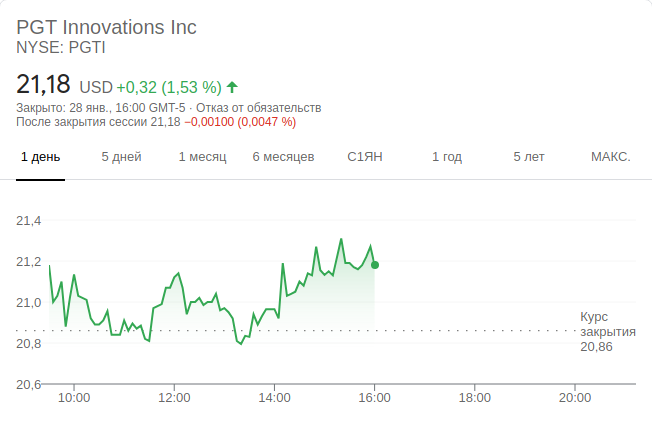 PGT Innovations Inc
NYSE: PGTI
21,18 USD +0,32 (1,53 %)
Закрыто: 28 янв., 16:00 GMT-5 · Отказ от обязательств
После закрытия сессии 21,18 −0,00100 (0,0047 %)
1 день 5 дней 1 месяц 6 месяцев С1ЯН 1 год 5 лет МАКС.
21,4
21,2
21,0
20,8
20,6
Курс
закрытия
20,86
10:00 12:00 14:00 16:00 18:00 20:00